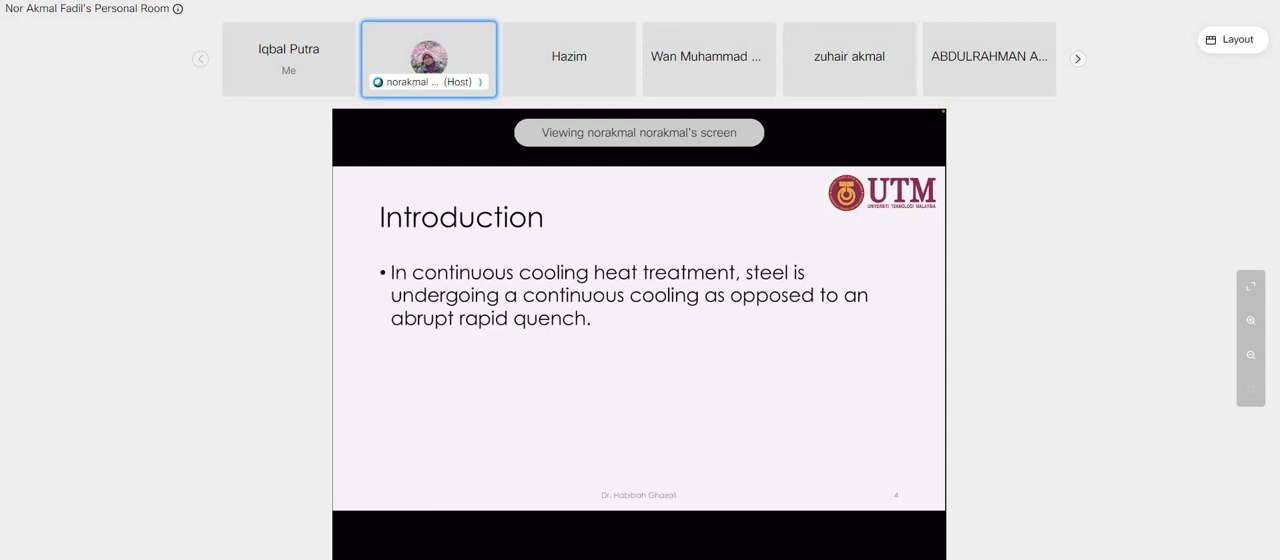 Nor Akmal Fadil's Personal Room
Layout
Iqbal Putra
Me
norakmal ... (Host)
Hazim
Wan Muhammad ...
zuhair akmal
ABDULRAHMAN A...
Viewing norakmal norakmal's screen
UTM
UNIVERSITI TEKNOLOGI MALAYSIA
Introduction
• In continuous cooling heat treatment, steel is
undergoing a continuous cooling as opposed to an
abrupt rapid quench.
Dr. Habibah Ghazali
4